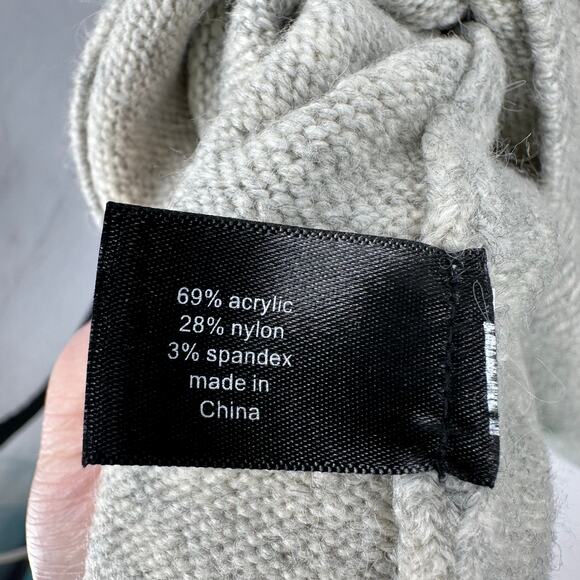 69% acrylic
28% nylon
3% spandex
made in
China